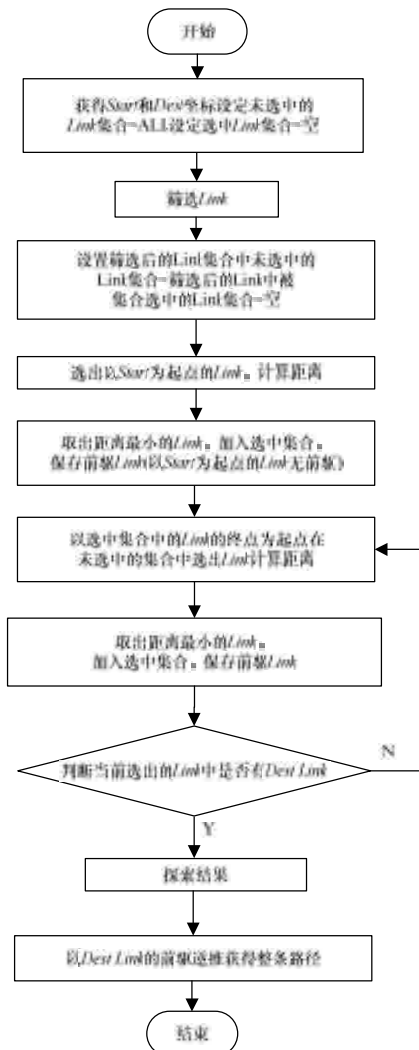 开始
获得Start和Dest坐标设定未选中的
Link集合=ALL设定选中Link集合=空
筛选Link
设置筛选后的Link集合中未选中的
Link集合=筛选后的Link中被
集合选中的Link集合=空
选出以Start为起点的Link。计算距离
取出距离最小的Link。加入选中集合。
保存前驱Link(以Start为起点的Link无前驱)
以选中集合中的Link的终点为起点在
未选中的集合中选出Link计算距离
取出距离最小的Link。
加入选中集合。保存前驱Link
判断当前选出的Link中是否有Dest Link
N
Y
探索结果
以Dest Link的前驱逆推获得整条路径
结束